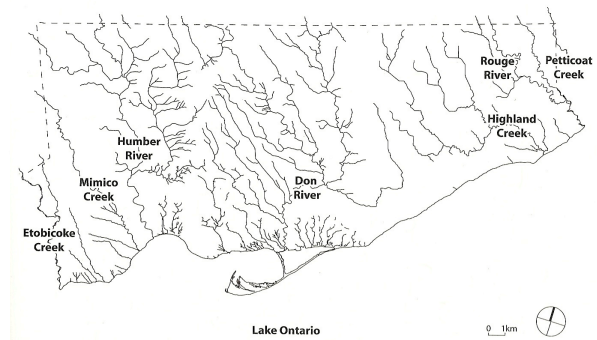 Rouge
River
Petticoat
Creek
Highland
Creek
Humber
River
Mimico
Creek
Don
River
Etobicoke
Creek
Lake Ontario
0 1km